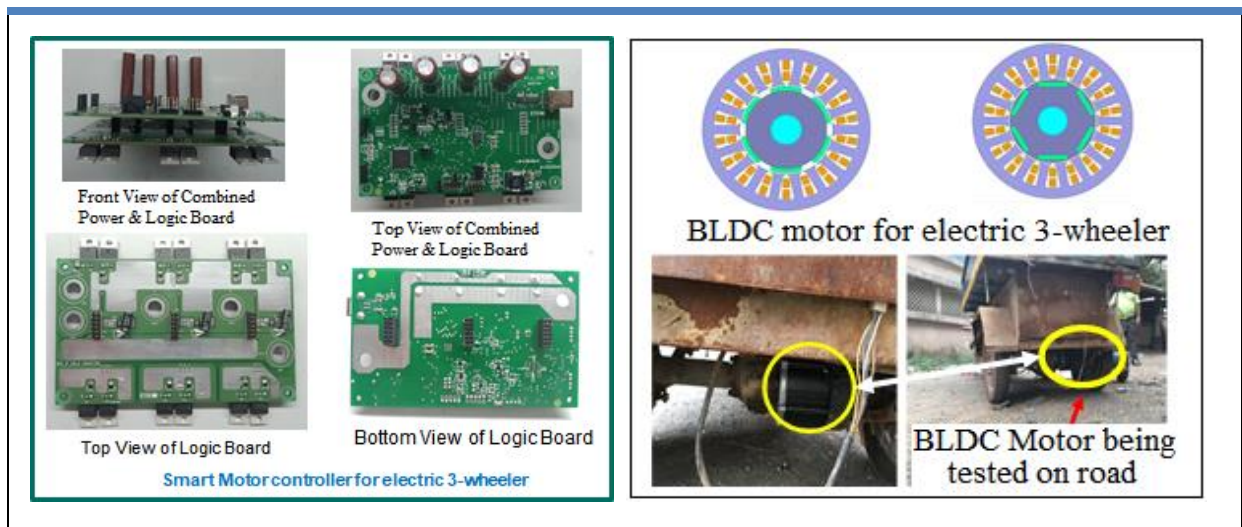 Front View of Combined
Power & Logic Board
Top View of Combined
Power & Logic Board
Top View of Logic Board
Bottom View of Logic Board
Smart Motor controller for electric 3-wheeler
BLDC motor for electric 3-wheeler
BLDC Motor being
tested on road